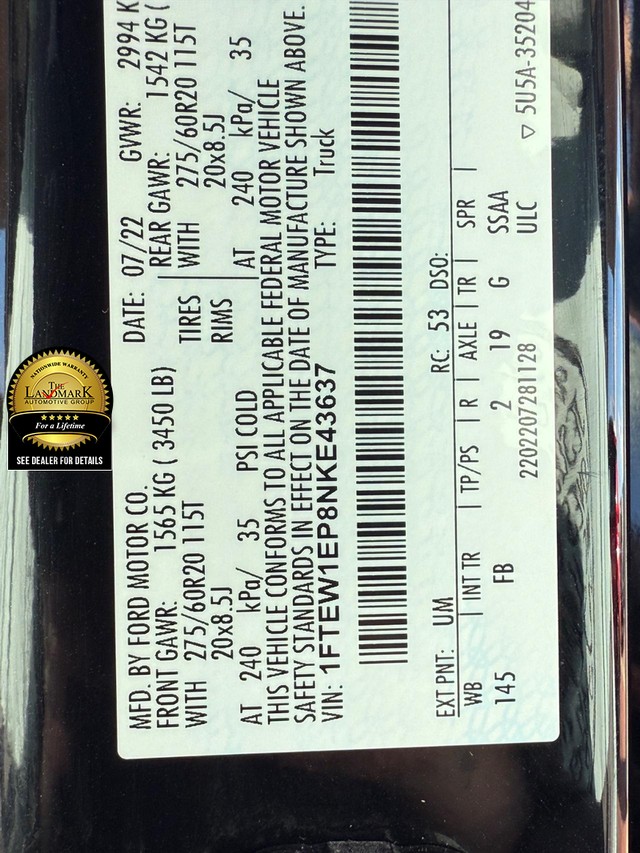 MFD. BY FORD MOTOR CO. DATE: 07/22 GVWR: 2994 K
FRONT GAWR: 1565 KG ( 3450 LB) REAR GAWR: 1542 KG (
WITH 275/60R20 115T TIRES WITH 275/60R20 115T
20x8.5J RIMS 20x8.5J
AT 240 kPa/ 35 PSI COLD AT 240 kPa/ 35
THIS VEHICLE CONFORMS TO ALL APPLICABLE FEDERAL MOTOR VEHICLE
SAFETY STANDARDS IN EFFECT ON THE DATE OF MANUFACTURE SHOWN ABOVE.
VIN: 1FTEW1EP8NKE43637 TYPE: Truck
EXT PNT: UM RC: 53 DSO:
WB | INT TR | TP/PS | R | AXLE | TR | SPR |
145 FB 2 19 G SSAA
2202207281128 ULC ▽ 5U5A-35204
NATIONWIDE WARRANTY
THE
LANDMARK
AUTOMOTIVE GROUP
For a Lifetime
SEE DEALER FOR DETAILS